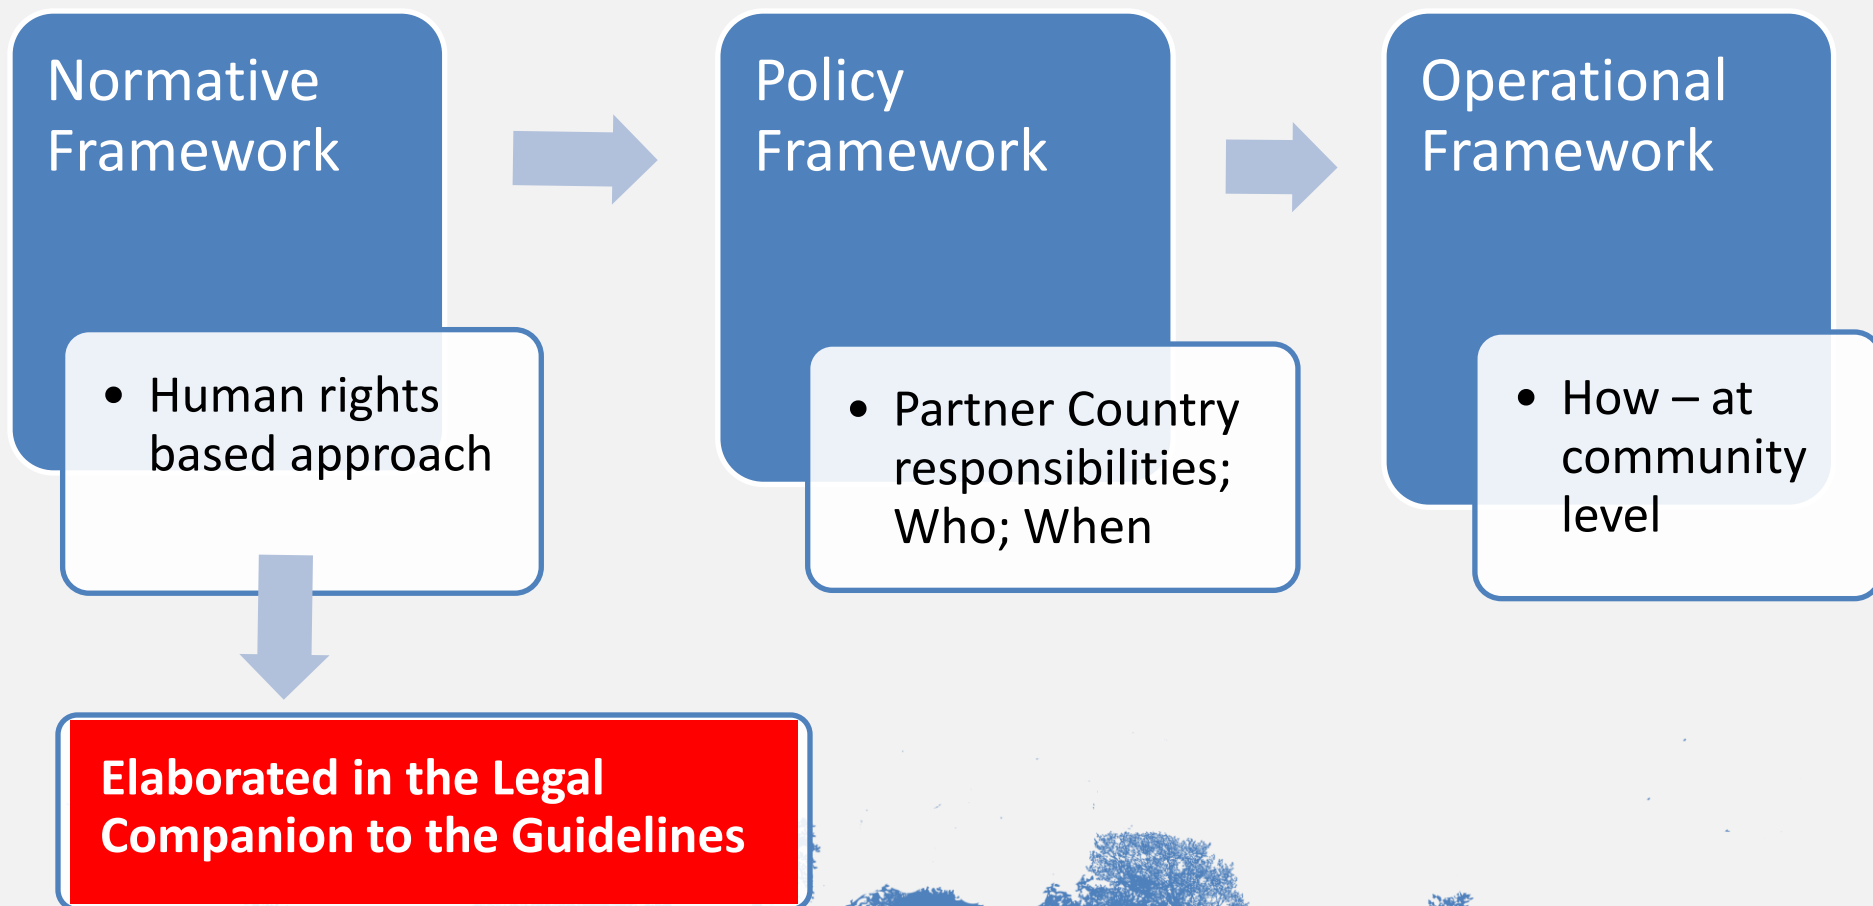 Normative
Framework
• Human rights
based approach
Policy
Framework
• Partner Country
responsibilities;
Who; When
Operational
Framework
• How – at
community
level
Elaborated in the Legal
Companion to the Guidelines